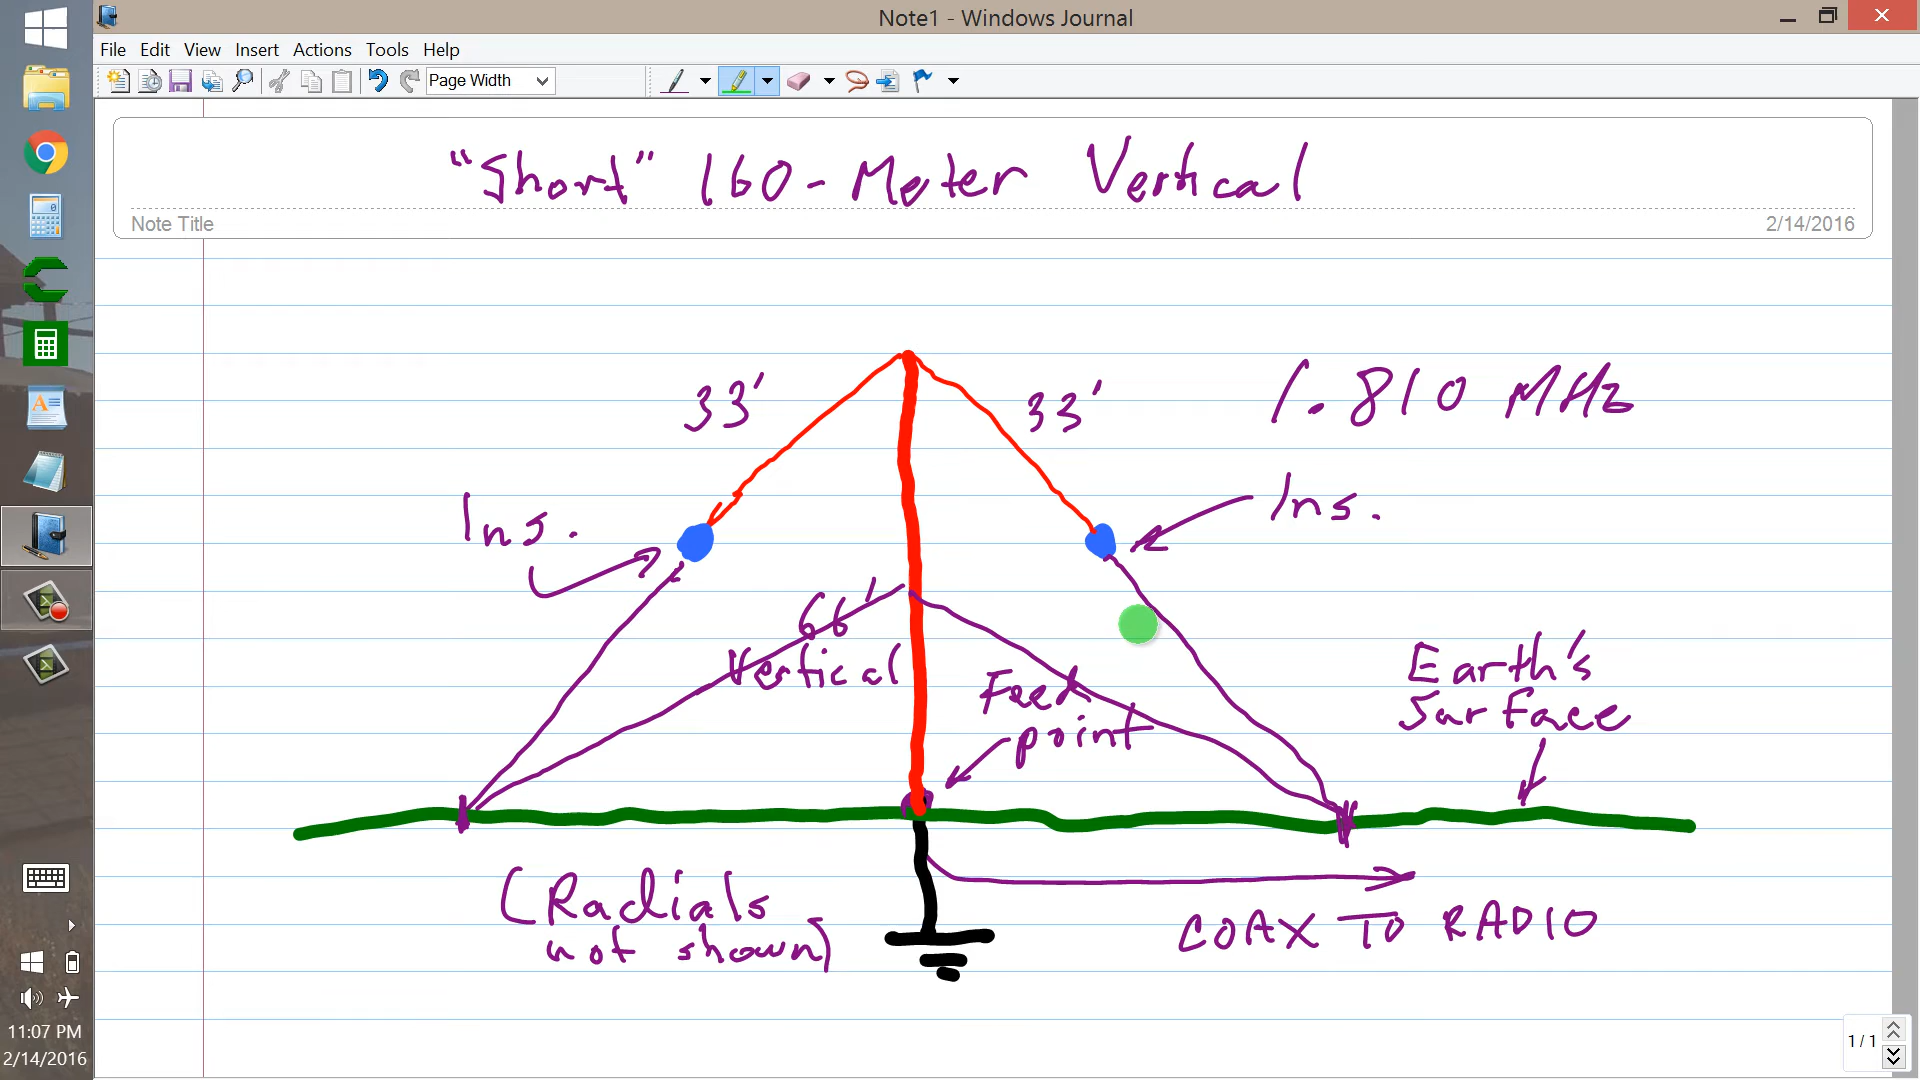 Note1 - Windows Journal
File Edit View Insert Actions Tools Help
Page Width
"Short" 160-Meter Vertical
Note Title
2/14/2016
33'
33'
1.810 MHz
Ins.
Ins.
66'
Vertical
Feed
point
Earth's
Surface
(Radials
not shown)
COAX TO RADIO
11:07 PM
2/14/2016
1 / 1